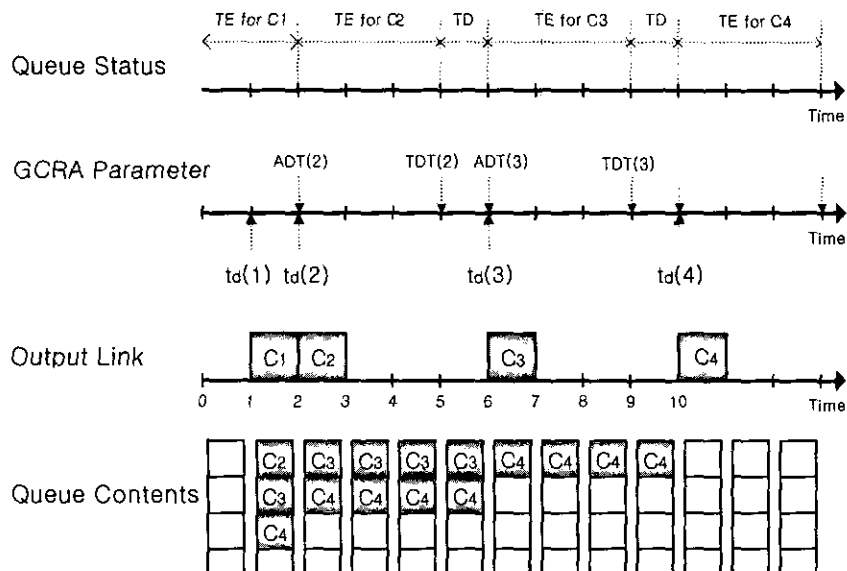 TE for C1 TE for C2 TD TE for C3 TD TE for C4
Queue Status
Time
GCRA Parameter
ADT(2) TDT(2) ADT(3) TDT(3)
Time
td(1) td(2) td(3) td(4)
Output Link
C1 C2 C3 C4
0 1 2 3 4 5 6 7 8 9 10 Time
C2 C3 C3 C3 C3 C4 C4 C4 C4
Queue Contents
C3 C4 C4 C4 C4
C4